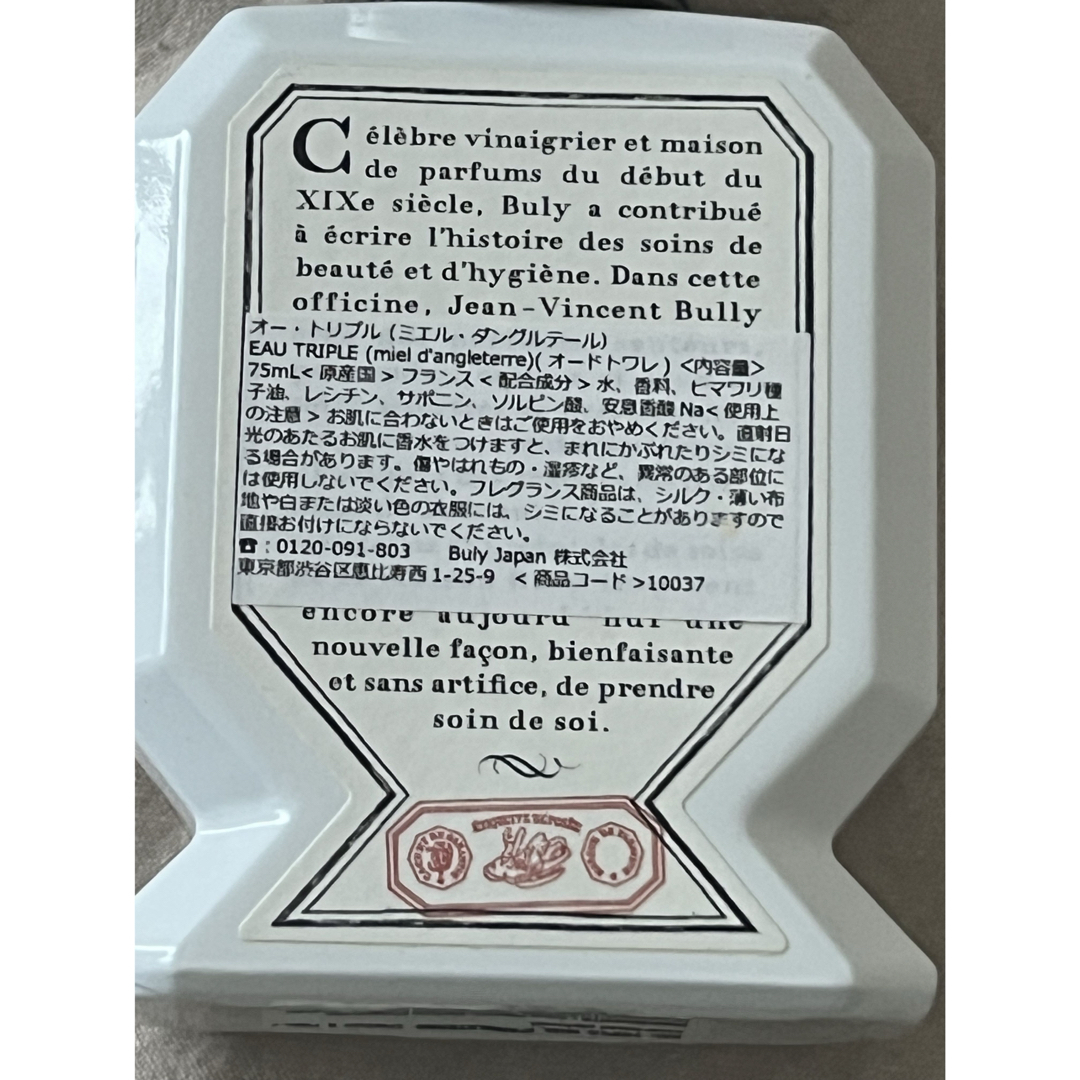 Célèbre vinaigrier et maison
de parfums du début du
XIXe siècle, Buly a contribué
à écrire l'histoire des soins de
beauté et d'hygiène. Dans cette
officine, Jean-Vincent Bully
オー・トリプル (ミエル・ダングルテール)
EAU TRIPLE (miel d'angleterre)( オードトワレ ) <内容量>
75mL< 原産国 > フランス < 配合成分 > 水、香料、ヒマワリ種
子油、レシチン、サポニン、ソルビン酸、安息香酸 Na< 使用上
の注意 > お肌に合わないときはご使用をおやめください。直射日
光のあたるお肌に香水をつけますと、まれにかぶれたりシミにな
る場合があります。傷やはれもの・湿疹など、異常のある部位に
は使用しないでください。フレグランス商品は、シルク・薄い布
地や白または淡い色の衣服には、シミになることがありますので
直接お付けにならないでください。
☎ : 0120-091-803 Buly Japan 株式会社
東京都渋谷区恵比寿西 1-25-9 < 商品コード >10037
encore aujourd'hui une
nouvelle façon, bienfaisante
et sans artifice, de prendre
soin de soi.
ÉTIQUETTE DÉPOSÉE